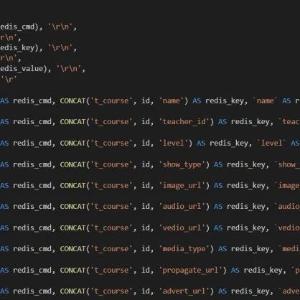 edis_cmd), '\r\n',
r\n',
edis_key), '\r\n',
r\n',
edis_value), '\r\n',
'\r'
AS redis_cmd, CONCAT('t_course', id, 'name') AS redis_key, `name` AS r
AS redis_cmd, CONCAT('t_course', id, 'teacher_id') AS redis_key, `teac
AS redis_cmd, CONCAT('t_course', id, 'level') AS redis_key, `level` AS
AS redis_cmd, CONCAT('t_course', id, 'show_type') AS redis_key, `show_
AS redis_cmd, CONCAT('t_course', id, 'image_url') AS redis_key, `image
AS redis_cmd, CONCAT('t_course', id, 'audio_url') AS redis_key, `audio
AS redis_cmd, CONCAT('t_course', id, 'vedio_url') AS redis_key, `vedio
AS redis_cmd, CONCAT('t_course', id, 'media_type') AS redis_key, `medi
AS redis_cmd, CONCAT('t_course', id, 'propagate_url') AS redis_key, `p
AS redis_cmd, CONCAT('t_course', id, 'advert_url') AS redis_key, `adve